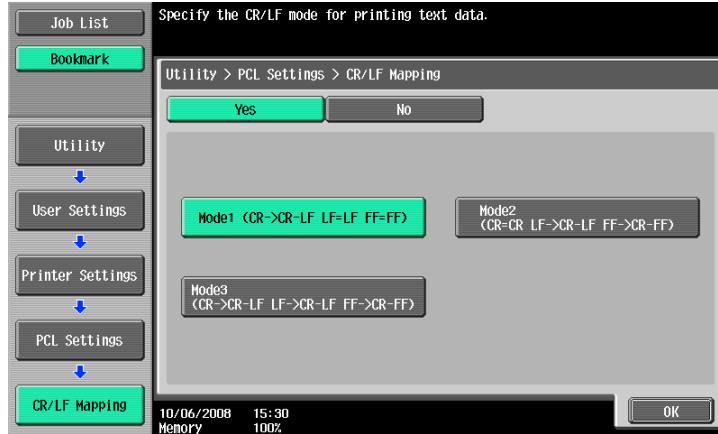 Job List
Bookmark
Utility
User Settings
Printer Settings
PCL Settings
CR/LF Mapping
Specify the CR/LF mode for printing text data.
Utility > PCL Settings > CR/LF Mapping
Yes
No
Mode1 (CR->CR-LF LF=LF FF=FF)
Mode2
(CR=CR LF->CR-LF FF->CR-FF)
Mode3
(CR->CR-LF LF->CR-LF FF->CR-FF)
10/06/2008 15:30
Memory 100%
OK